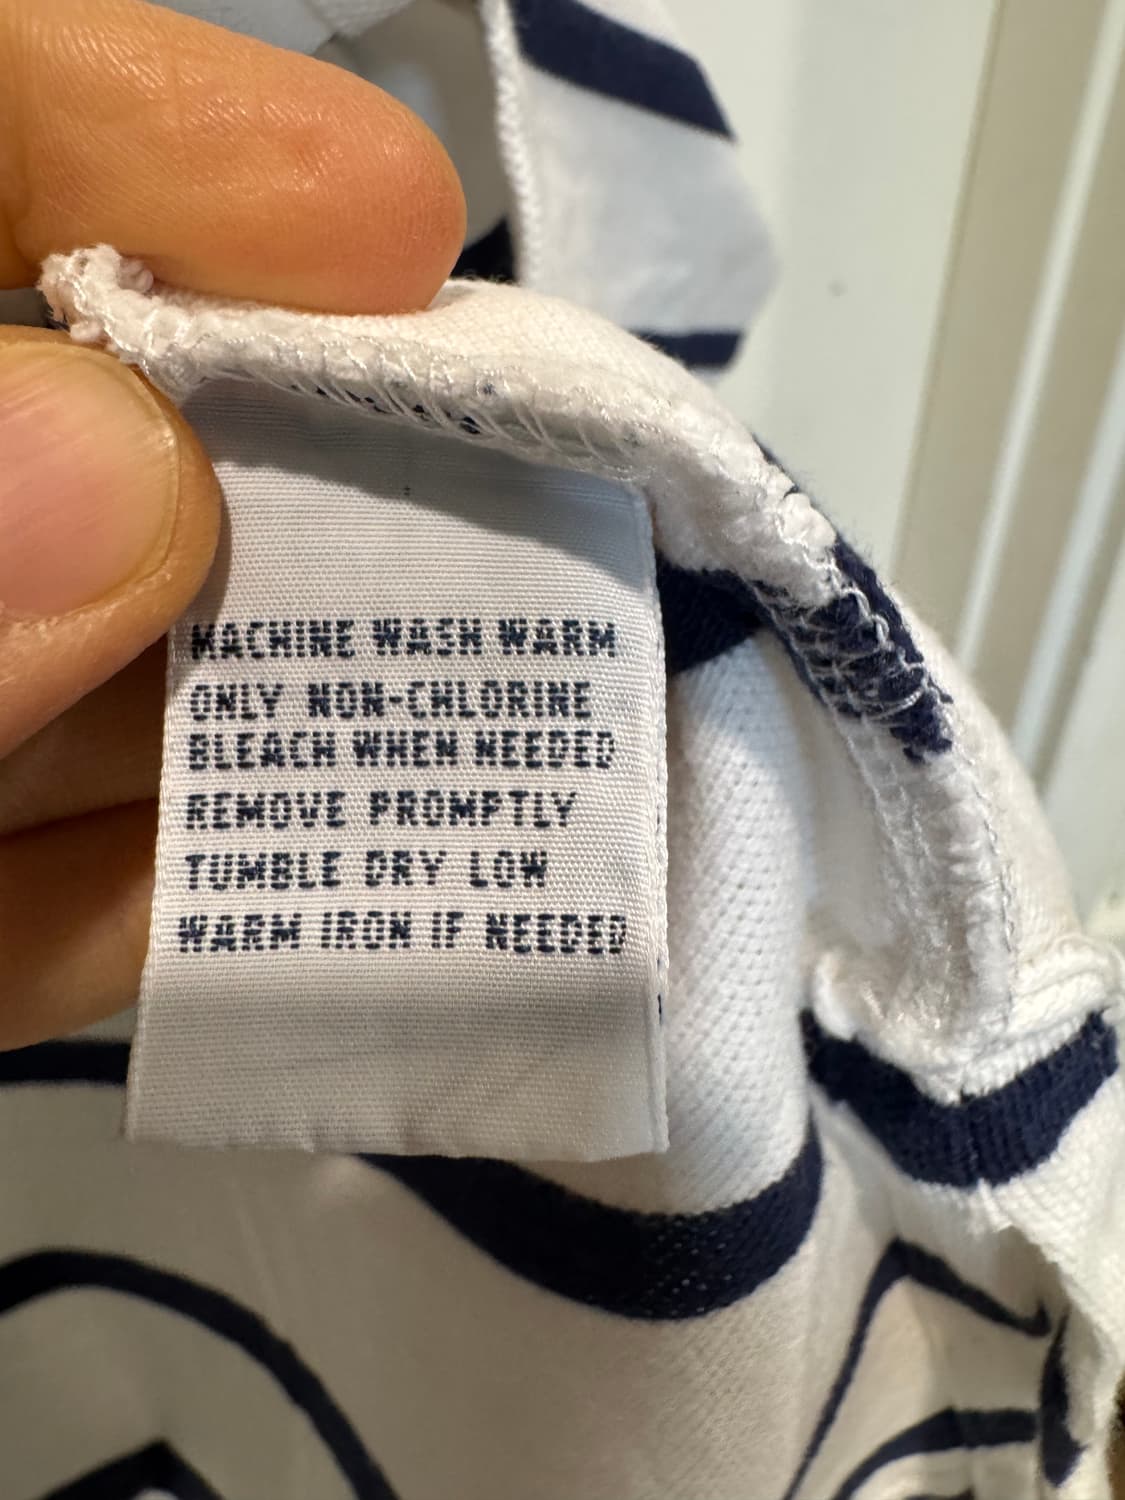 MACHINE WASH WARM
ONLY NON-CHLORINE
BLEACH WHEN NEEDED
REMOVE PROMPTLY
TUMBLE DRY LOW
WARM IRON IF NEEDED